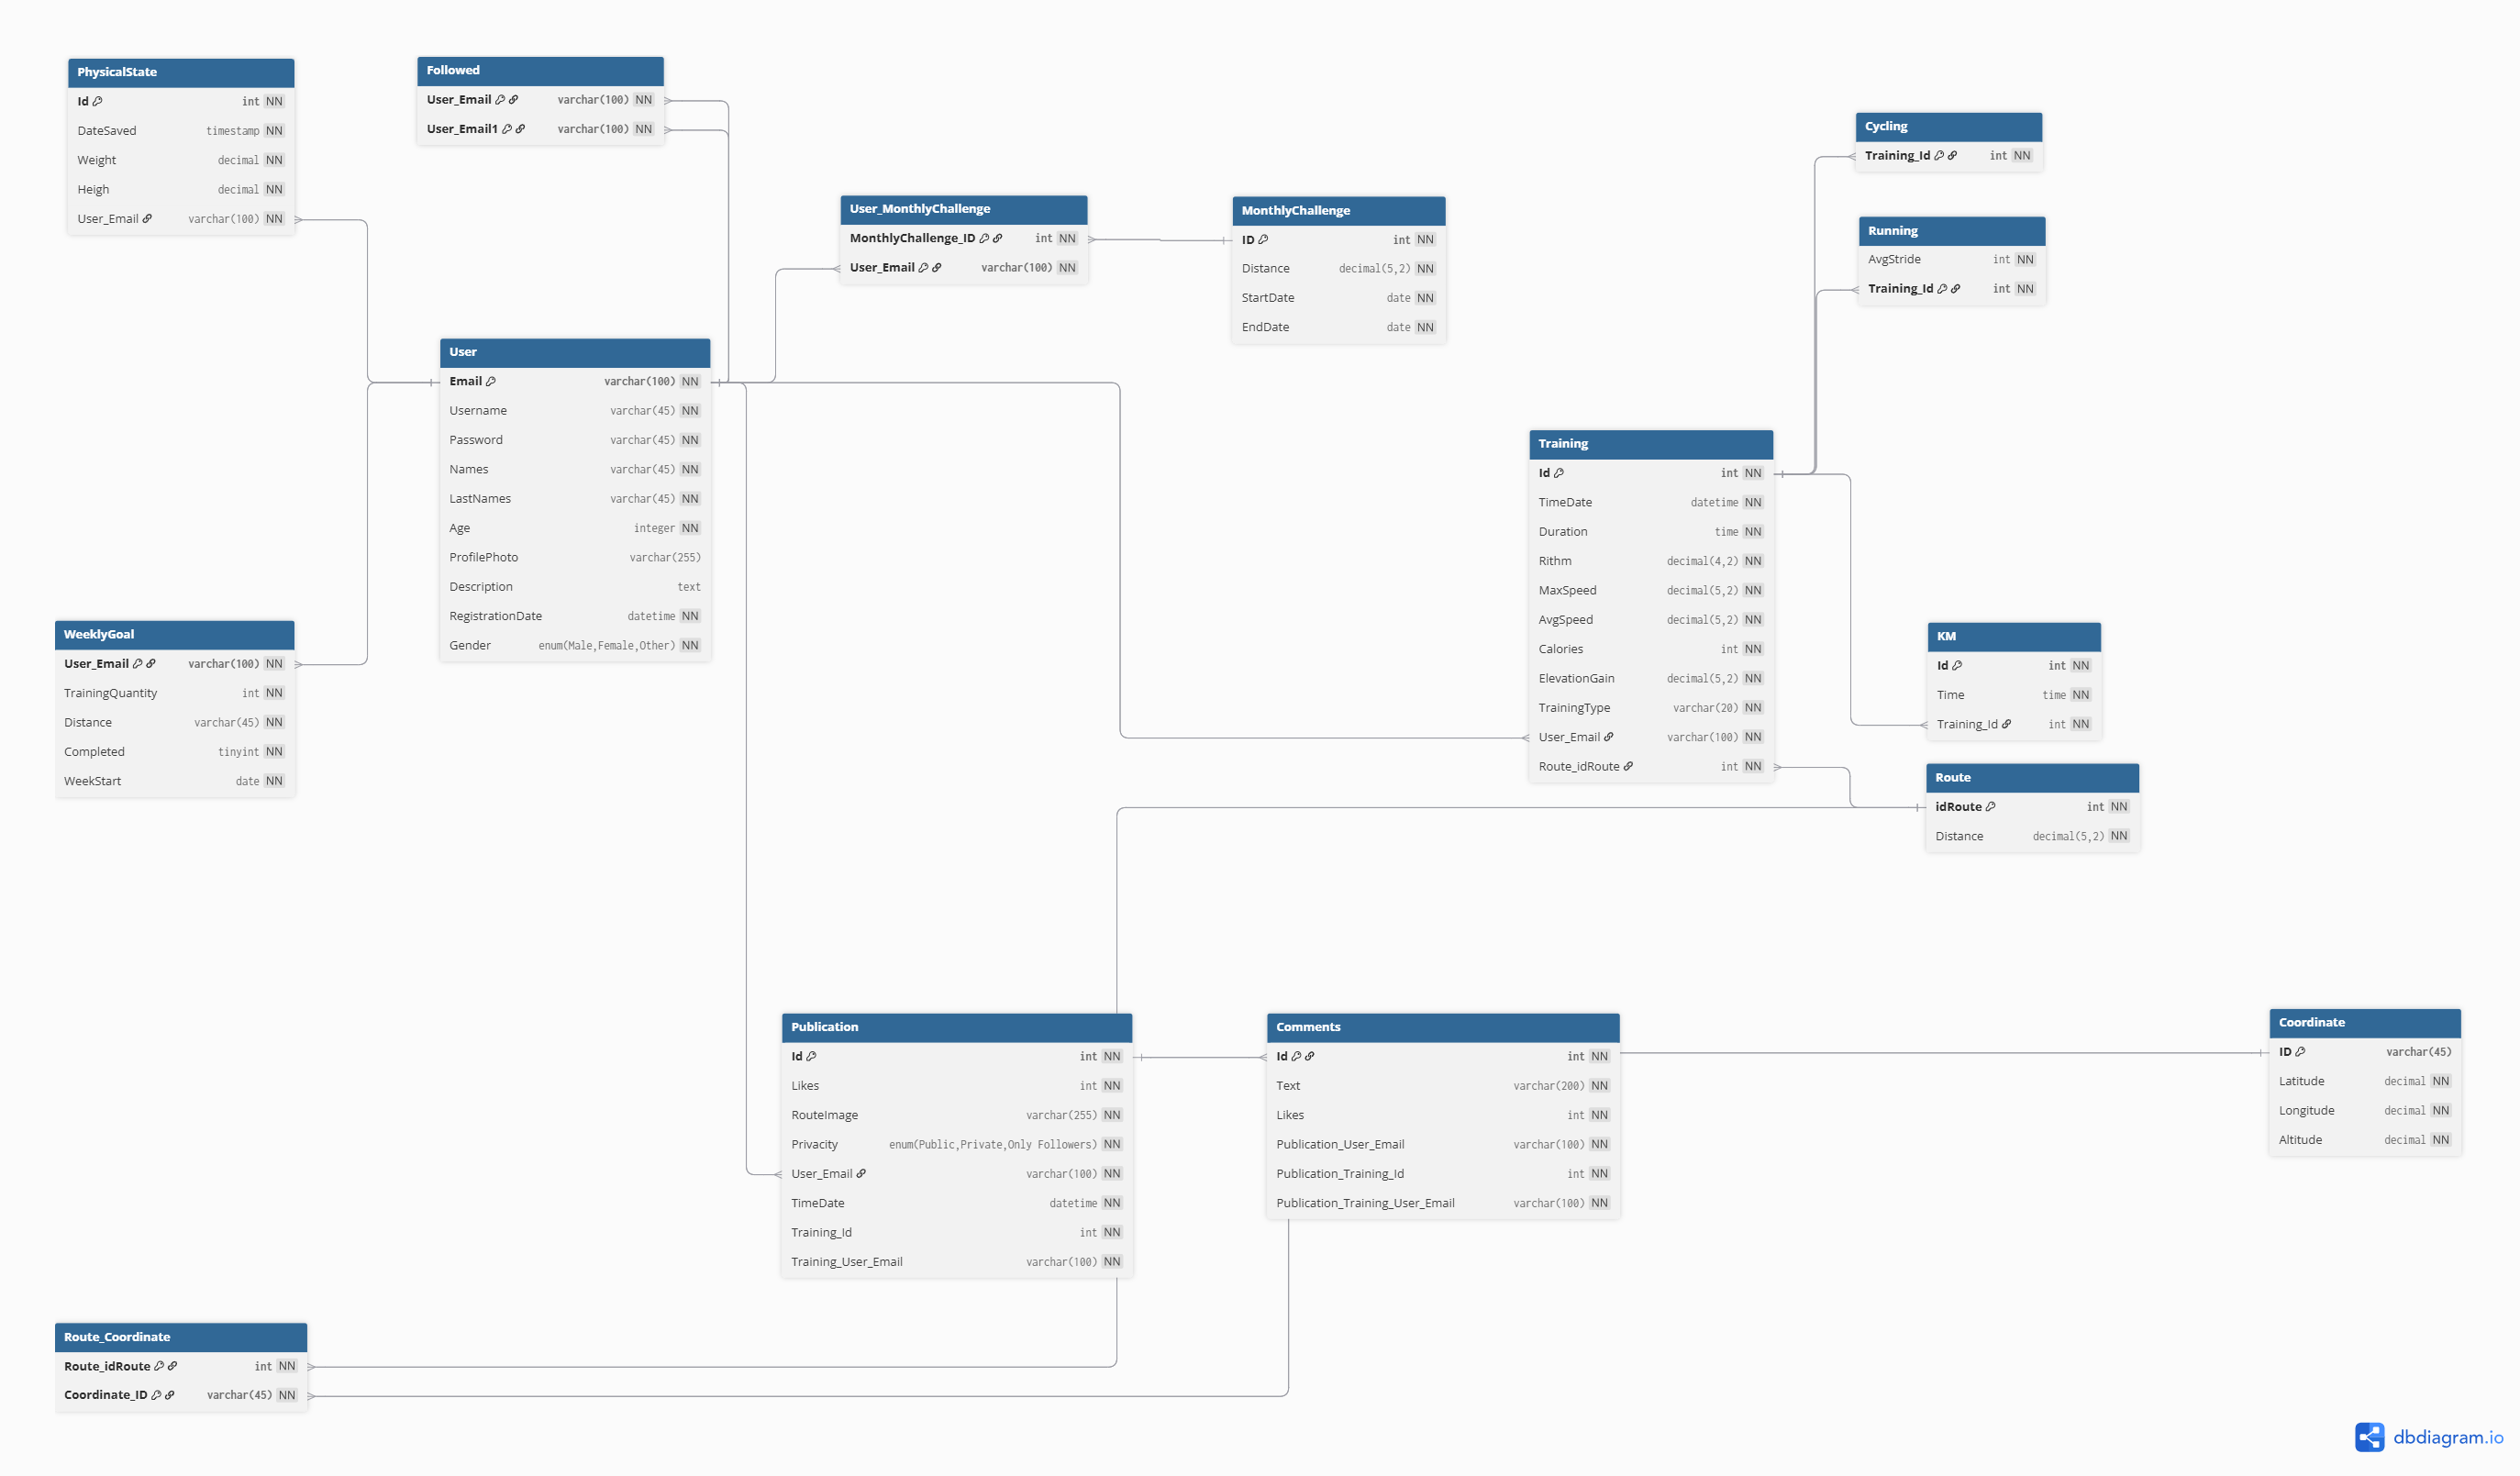 PhysicalState
Id int NN
DateSaved timestamp NN
Weight decimal NN
Heigh decimal NN
User_Email varchar(100) NN
Followed
User_Email varchar(100) NN
User_Email1 varchar(100) NN
User_MonthlyChallenge
MonthlyChallenge_ID int NN
User_Email varchar(100) NN
MonthlyChallenge
ID int NN
Distance decimal(5,2) NN
StartDate date NN
EndDate date NN
Cycling
Training_Id int NN
Running
AvgStride int NN
Training_Id int NN
User
Email varchar(100) NN
Username varchar(45) NN
Password varchar(45) NN
Names varchar(45) NN
LastNames varchar(45) NN
Age integer NN
ProfilePhoto varchar(255)
Description text
RegistrationDate datetime NN
Gender enum(Male,Female,Other) NN
WeeklyGoal
User_Email varchar(100) NN
TrainingQuantity int NN
Distance varchar(45) NN
Completed tinyint NN
WeekStart date NN
Training
Id int NN
TimeDate datetime NN
Duration time NN
Rithm decimal(4,2) NN
MaxSpeed decimal(5,2) NN
AvgSpeed decimal(5,2) NN
Calories int NN
ElevationGain decimal(5,2) NN
TrainingType varchar(20) NN
User_Email varchar(100) NN
Route_idRoute int NN
KM
Id int NN
Time time NN
Training_Id int NN
Route
idRoute int NN
Distance decimal(5,2) NN
Publication
Id int NN
Likes int NN
RouteImage varchar(255) NN
Privacity enum(Public,Private,Only Followers) NN
User_Email varchar(100) NN
TimeDate datetime NN
Training_Id int NN
Training_User_Email varchar(100) NN
Comments
Id int NN
Text varchar(200) NN
Likes int NN
Publication_User_Email varchar(100) NN
Publication_Training_Id int NN
Publication_Training_User_Email varchar(100) NN
Coordinate
ID varchar(45)
Latitude decimal NN
Longitude decimal NN
Altitude decimal NN
Route_Coordinate
Route_idRoute int NN
Coordinate_ID varchar(45) NN
dbdiagram.io